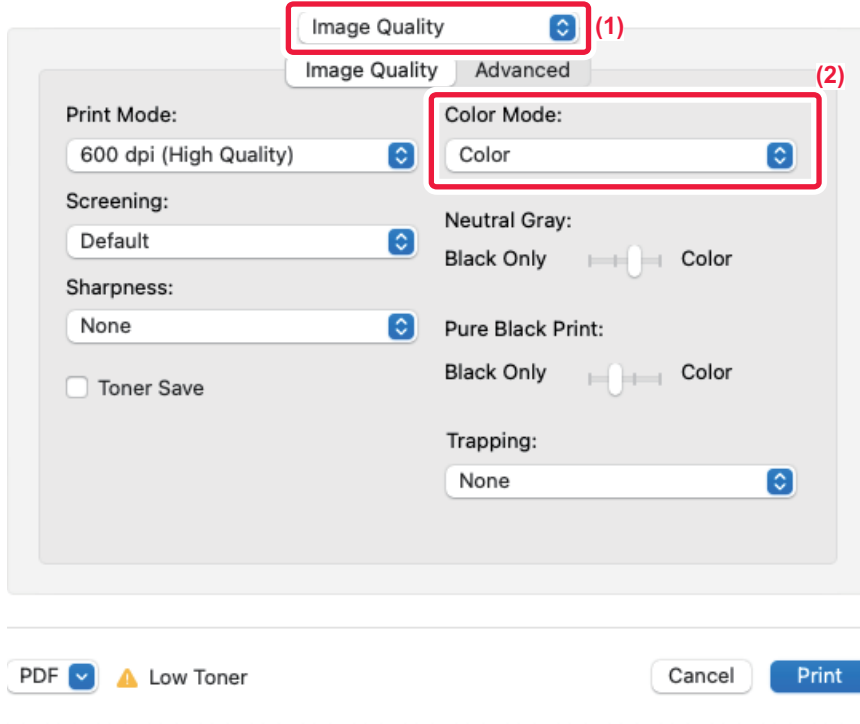 Image Quality
(1)
Image Quality
Advanced
(2)
Print Mode:
600 dpi (High Quality)
Screening:
Default
Sharpness:
None
Toner Save
Color Mode:
Color
Neutral Gray:
Black Only Color
Pure Black Print:
Black Only Color
Trapping:
None
PDF
Low Toner
Cancel
Print